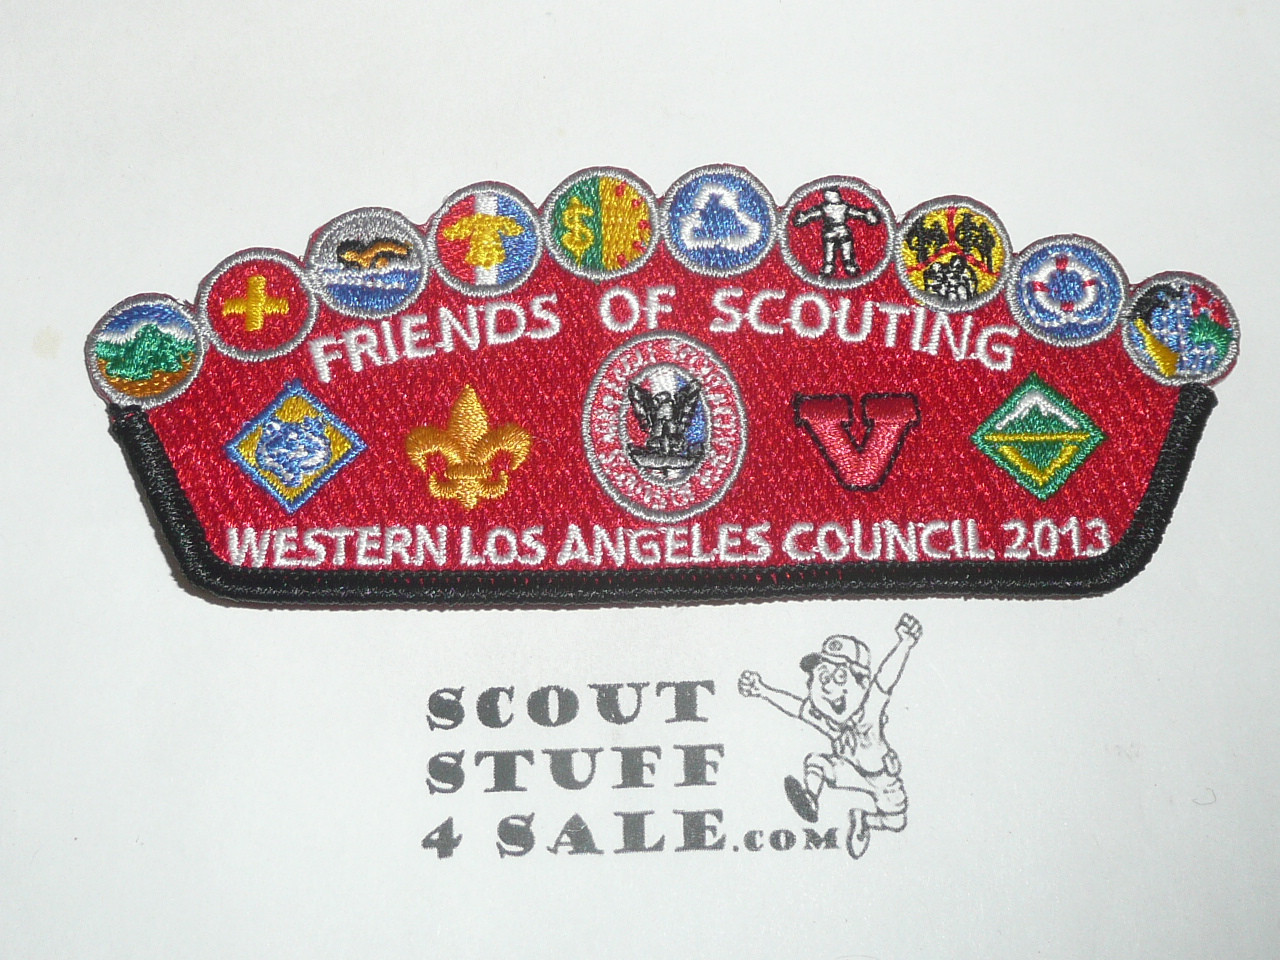 FRIENDS OF SCOUTING
$
V
WESTERN LOS ANGELES COUNCIL 2013
SCOUT
STUFF
4 SALE.COM